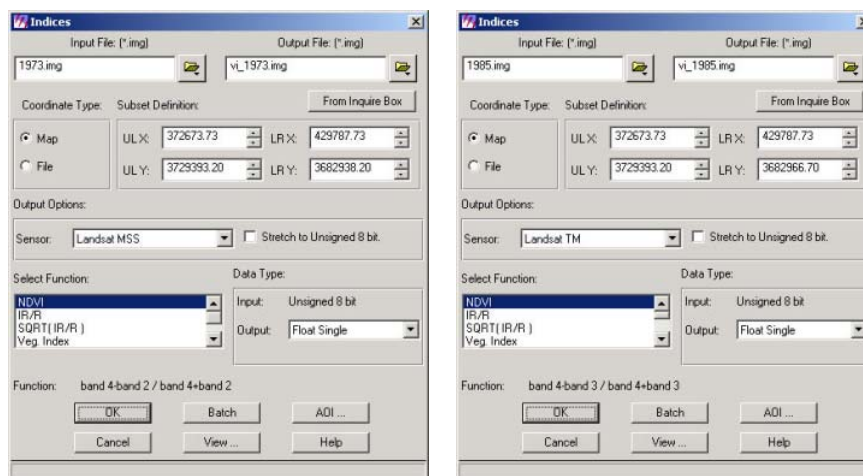 Indices
Input File: (*.img) Output File: (*.img)
1973.img vi_1973.img
Coordinate Type: Subset Definition: From Inquire Box
Map ULX: 372673.73 LRX: 429787.73
File ULY: 3729393.20 LRY: 3682938.20
Output Options:
Sensor: Landsat MSS Stretch to Unsigned 8 bit.
Select Function: Data Type:
NDVI Input: Unsigned 8 bit
IR/R
SQRT( IR/R ) Output: Float Single
Veg. Index
Function: band 4-band 2 / band 4+band 2
OK Batch AOI ...
Cancel View ... Help
Indices
Input File: (*.img) Output File: (*.img)
1985.img vi_1985.img
Coordinate Type: Subset Definition: From Inquire Box
Map ULX: 372673.73 LRX: 429787.73
File ULY: 3729393.20 LRY: 3682966.70
Output Options:
Sensor: Landsat TM Stretch to Unsigned 8 bit.
Select Function: Data Type:
NDVI Input: Unsigned 8 bit
IR/R
SQRT( IR/R ) Output: Float Single
Veg. Index
Function: band 4-band 3 / band 4+band 3
OK Batch AOI ...
Cancel View ... Help